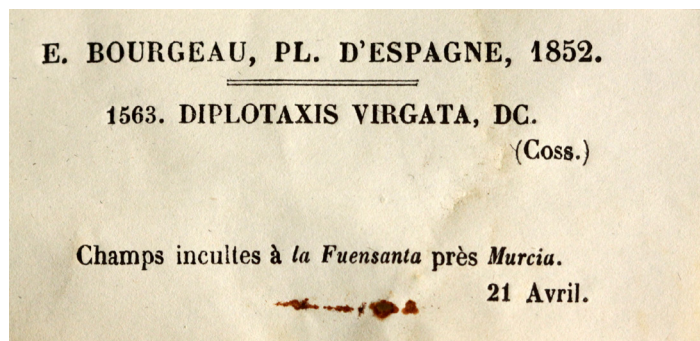 E. BOURGEAU, PL. D'ESPAGNE, 1852.
1563. DIPLOTAXIS VIRGATA, DC.
(Coss.)
Champs incultes à la Fuensanta près Murcia.
21 Avril.